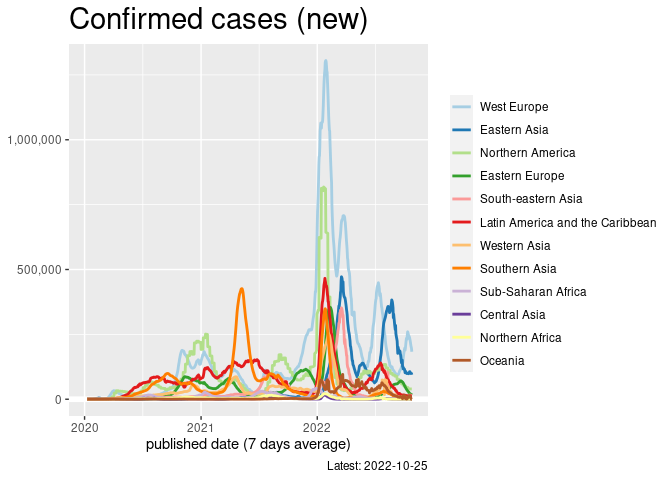 Confirmed cases (new)
1,000,000
500,000
0
2020
2021
2022
published date (7 days average)
Latest: 2022-10-25
West Europe
Eastern Asia
Northern America
Eastern Europe
South-eastern Asia
Latin America and the Caribbean
Western Asia
Southern Asia
Sub-Saharan Africa
Central Asia
Northern Africa
Oceania